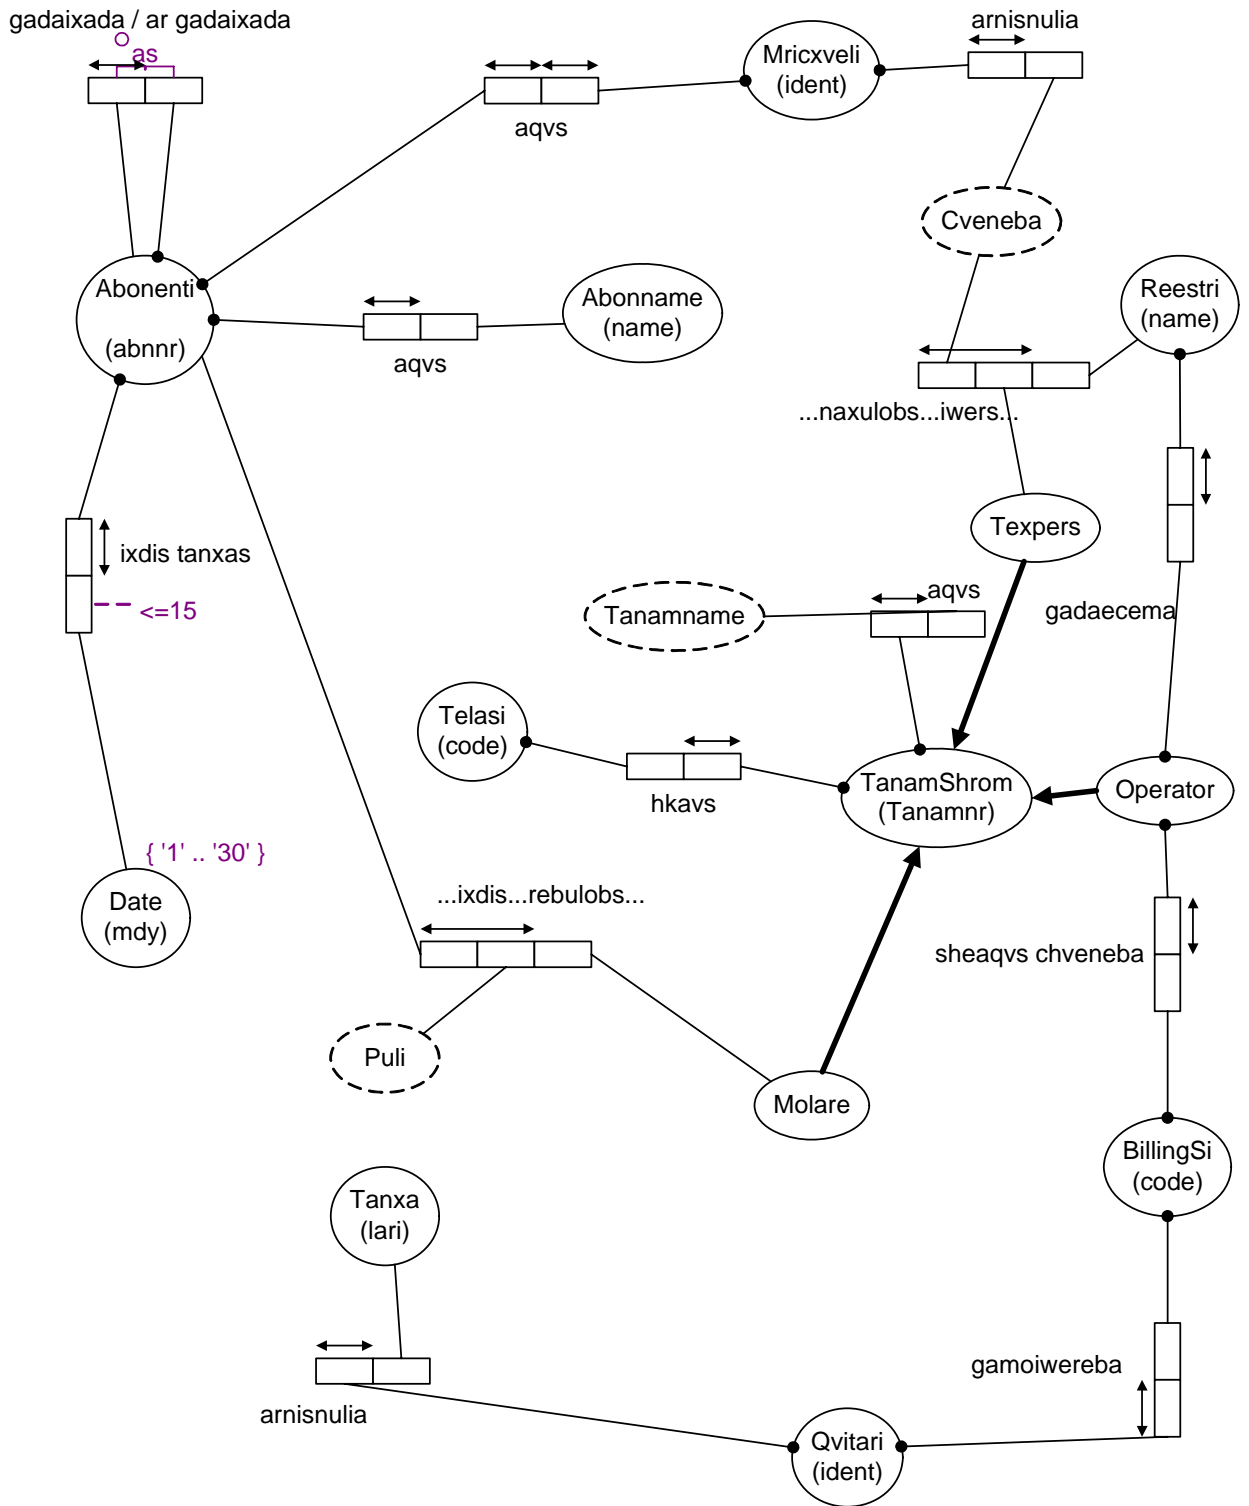 gadaixada / ar gadaixada
as
arnisnulia
Mricxveli
(ident)
aqvs
Cveneba
Abonenti
(abnnr)
Abonname
(name)
Reestri
(name)
aqvs
...naxulobs...iwers...
Texpers
ixdis tanxas
<=15
Tanamname
aqvs
gadaecema
Telasi
(code)
hkavs
TanamShrom
(Tanamnr)
Operator
{ '1' .. '30' }
Date
(mdy)
...ixdis...rebulobs...
sheaqvs chveneba
Puli
Molare
BillingSi
(code)
Tanxa
(lari)
gamoiwereba
arnisnulia
Qvitari
(ident)